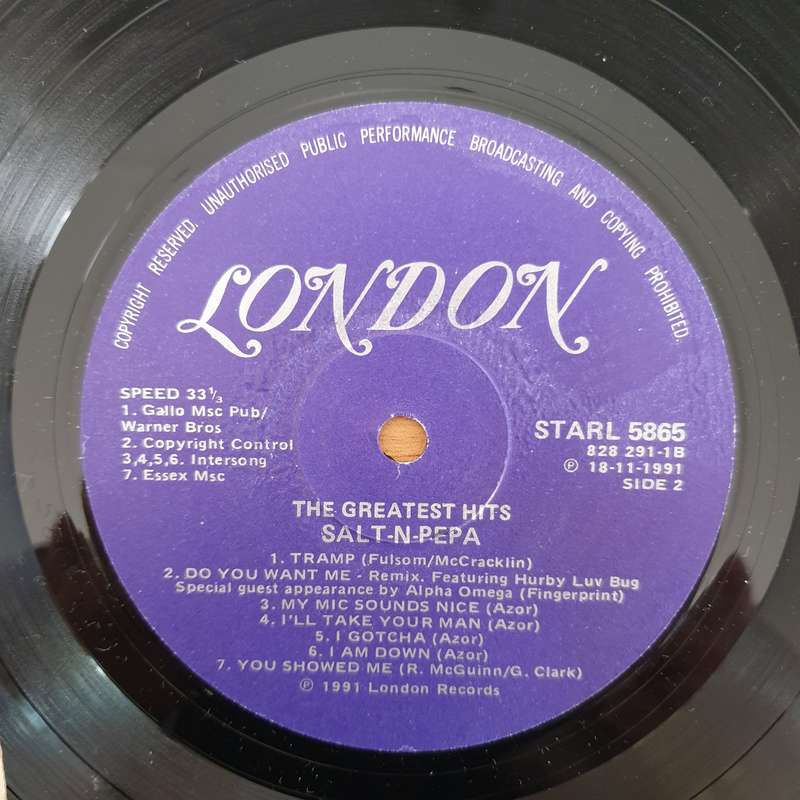 COPYRIGHT RESERVED. UNAUTHORISED PUBLIC PERFORMANCE BROADCASTING AND COPYING PROHIBITED.
LONDON
SPEED 33⅓
1. Gallo Msc Pub/
Warner Bros
2. Copyright Control
3,4,5,6. Intersong
7. Essex Msc
STARL 5865
828 291-1B
℗ 18-11-1991
SIDE 2
THE GREATEST HITS
SALT-N-PEPA
1. TRAMP (Fulsom/McCracklin)
2. DO YOU WANT ME - Remix. Featuring Hurby Luv Bug
Special guest appearance by Alpha Omega (Fingerprint)
3. MY MIC SOUNDS NICE (Azor)
4. I'LL TAKE YOUR MAN (Azor)
5. I GOTCHA (Azor)
6. I AM DOWN (Azor)
7. YOU SHOWED ME (R. McGuinn/G. Clark)
℗ 1991 London Records